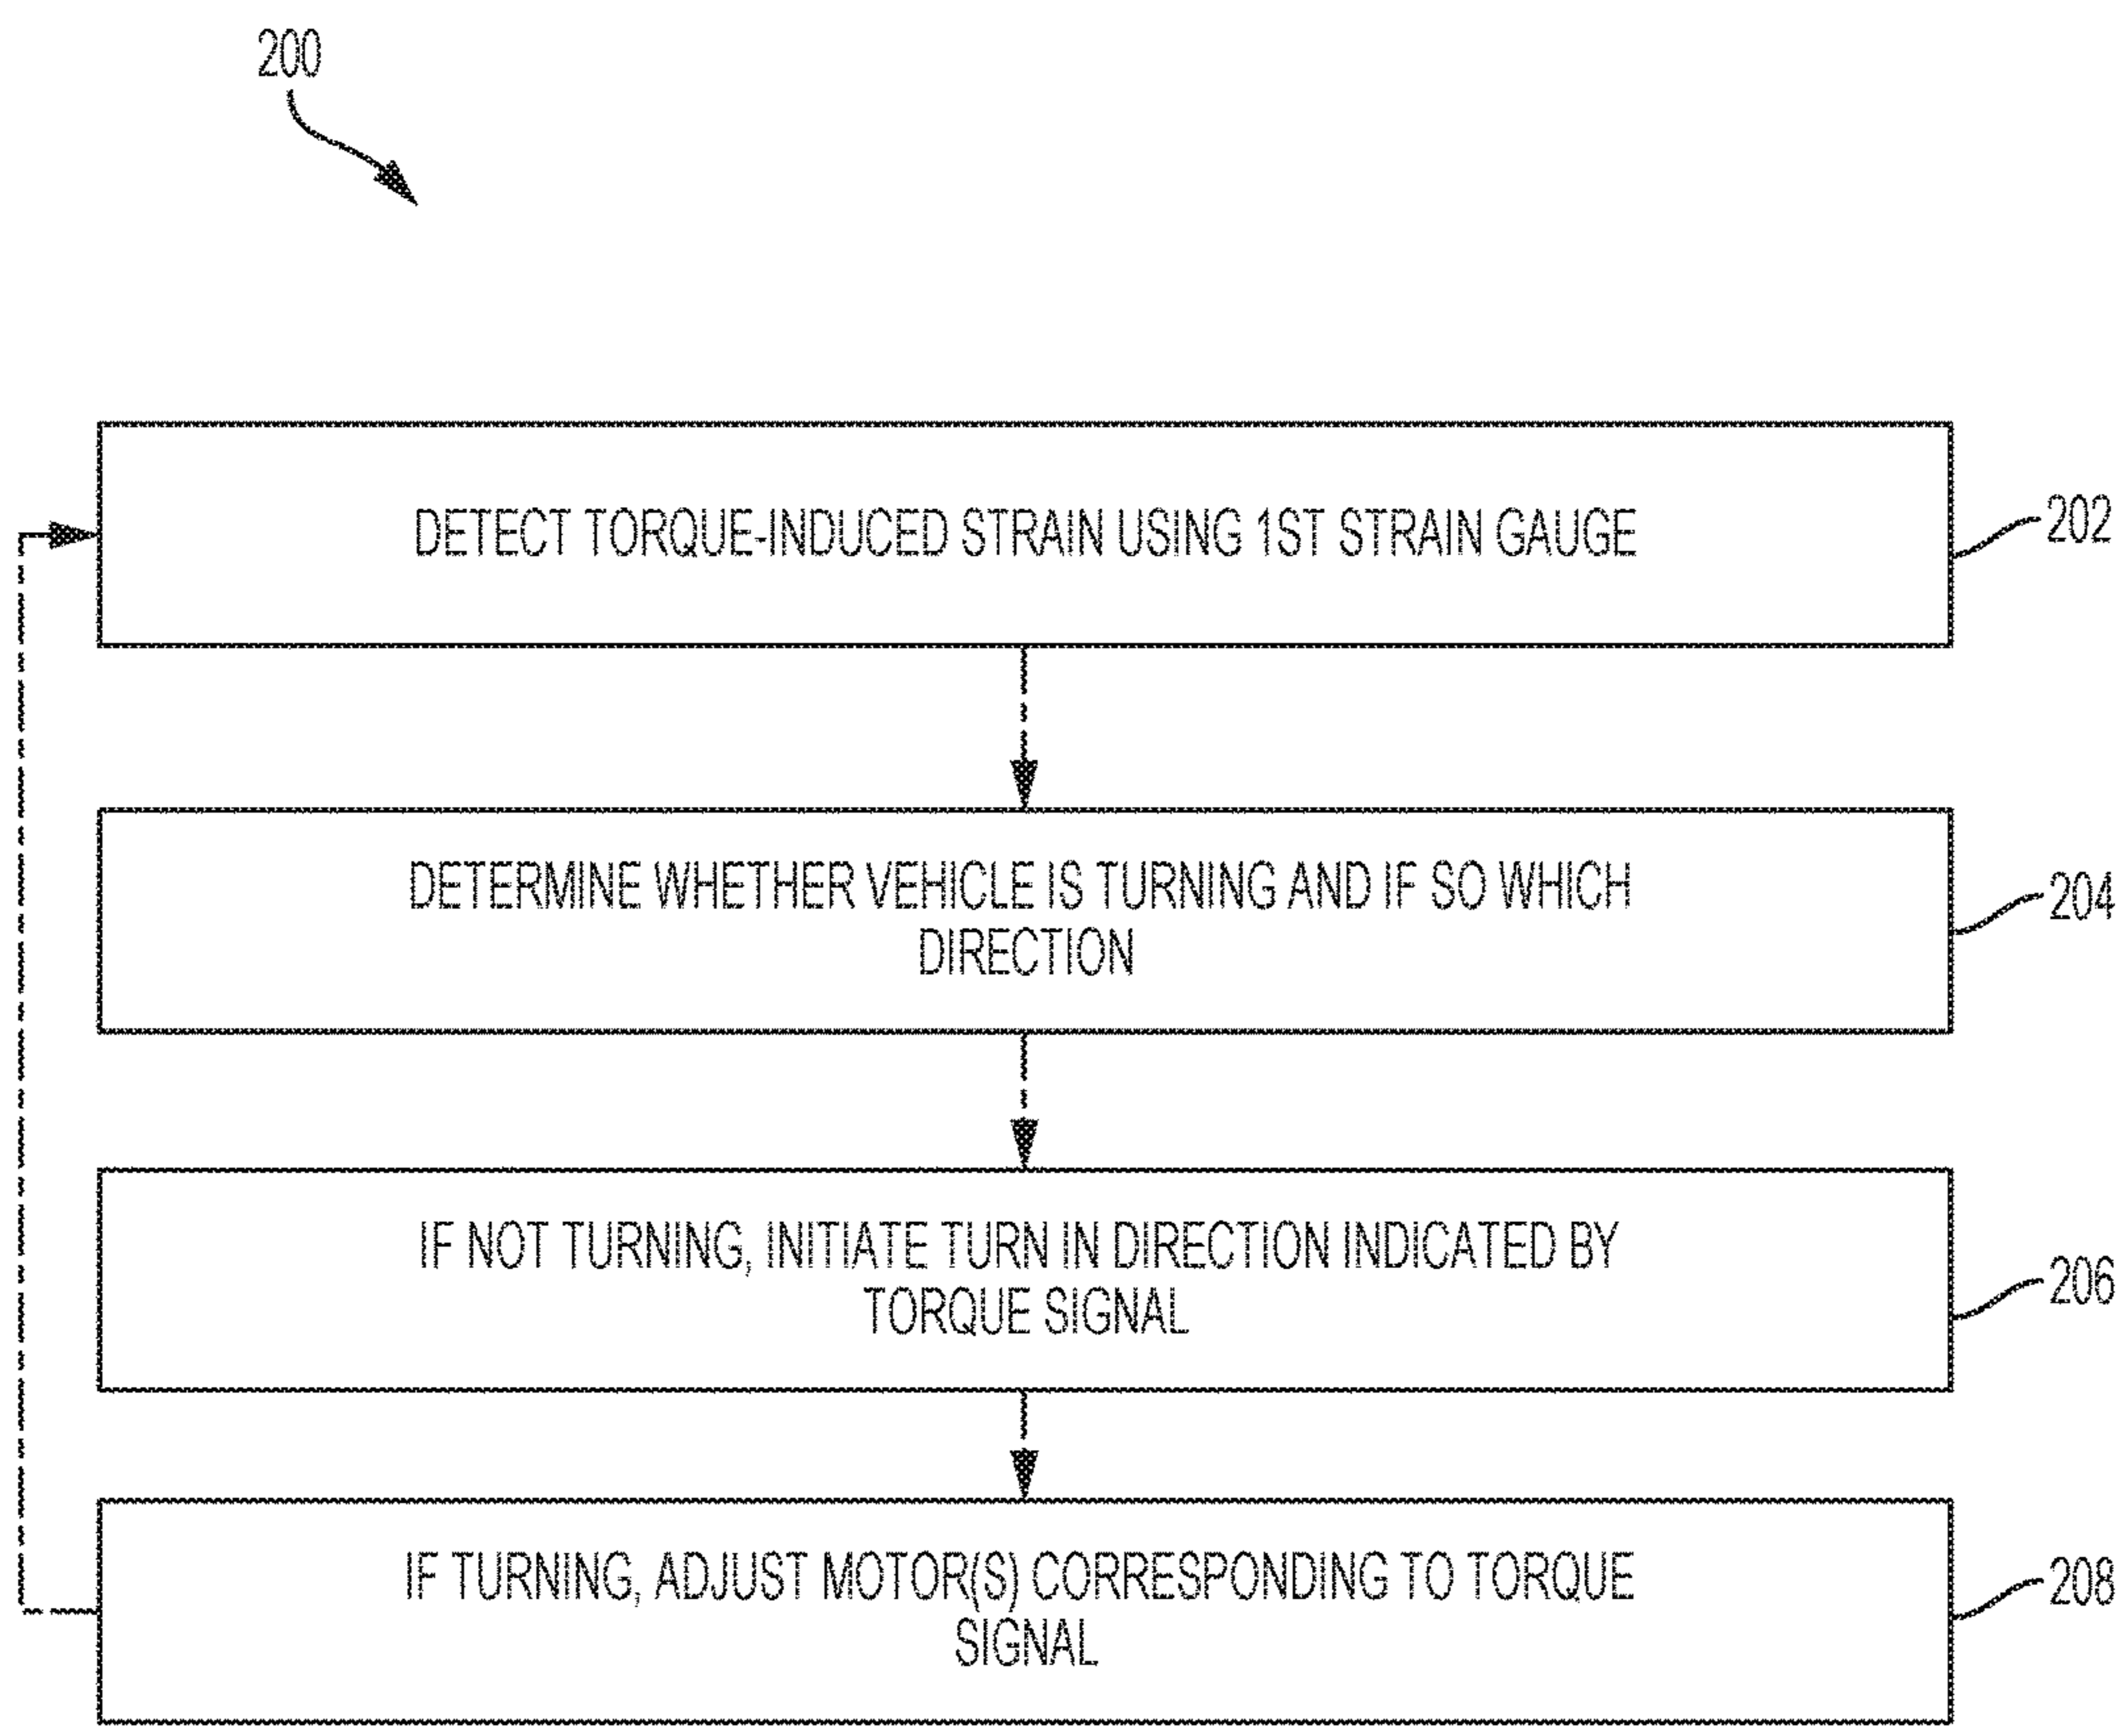 200
DETECT TORQUE-INDUCED STRAIN USING 1ST STRAIN GAUGE
202
DETERMINE WHETHER VEHICLE IS TURNING AND IF SO WHICH
DIRECTION
204
IF NOT TURNING, INITIATE TURN IN DIRECTION INDICATED BY
TORQUE SIGNAL
206
IF TURNING, ADJUST MOTOR(S) CORRESPONDING TO TORQUE
SIGNAL
208